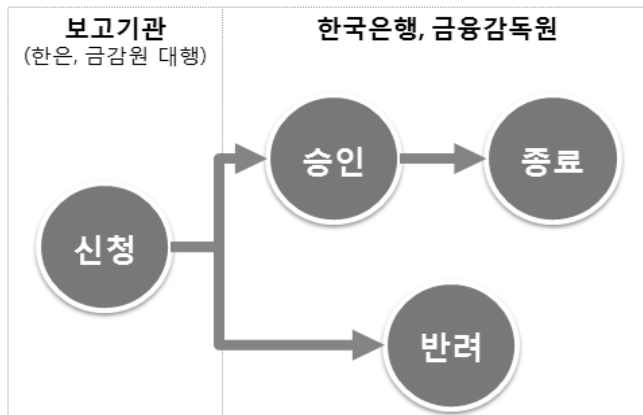 보고기관
(한은, 금감원 대행)
한국은행, 금융감독원
신청
승인
종료
반려